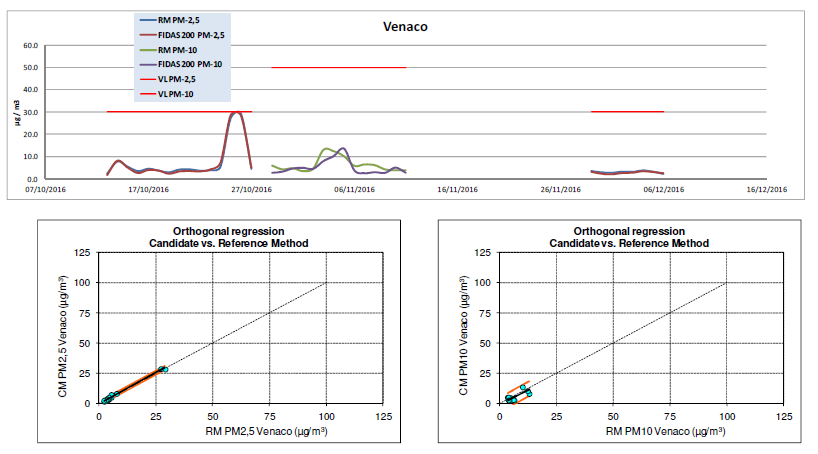 Venaco
RM PM-2,5
FIDAS200 PM-2,5
RM PM-10
FIDAS200 PM-10
VL PM-2,5
VL PM-10
µg / m3
60.0
50.0
40.0
30.0
20.0
10.0
0.0
07/10/2016 17/10/2016 27/10/2016 06/11/2016 16/11/2016 26/11/2016 06/12/2016 16/12/2016
Orthogonal regression
Candidate vs. Reference Method
CM PM2,5 Venaco (µg/m³)
125
100
75
50
25
0
0 25 50 75 100 125
RM PM2,5 Venaco (µg/m³)
Orthogonal regression
Candidate vs. Reference Method
CM PM10 Venaco (µg/m³)
125
100
75
50
25
0
0 25 50 75 100 125
RM PM10 Venaco (µg/m³)